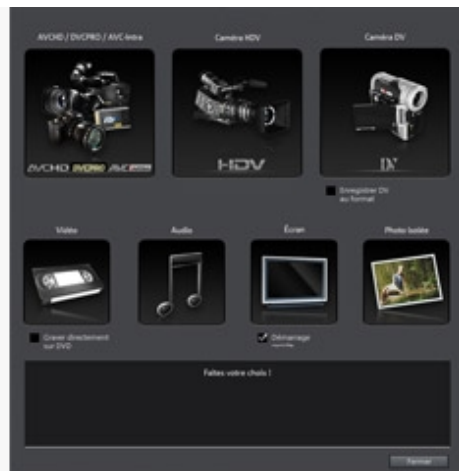 AVCHD / DVCPRO / AVC-Intra
Caméra HDV
Caméra DV
AVCHD DVCPRO AVC
HDV
DV
Enregistrer DV
au format
Vidéo
Audio
Écran
Photo isolée
Graver directement
sur DVD
Démarrage
Faites votre choix !
Fermer